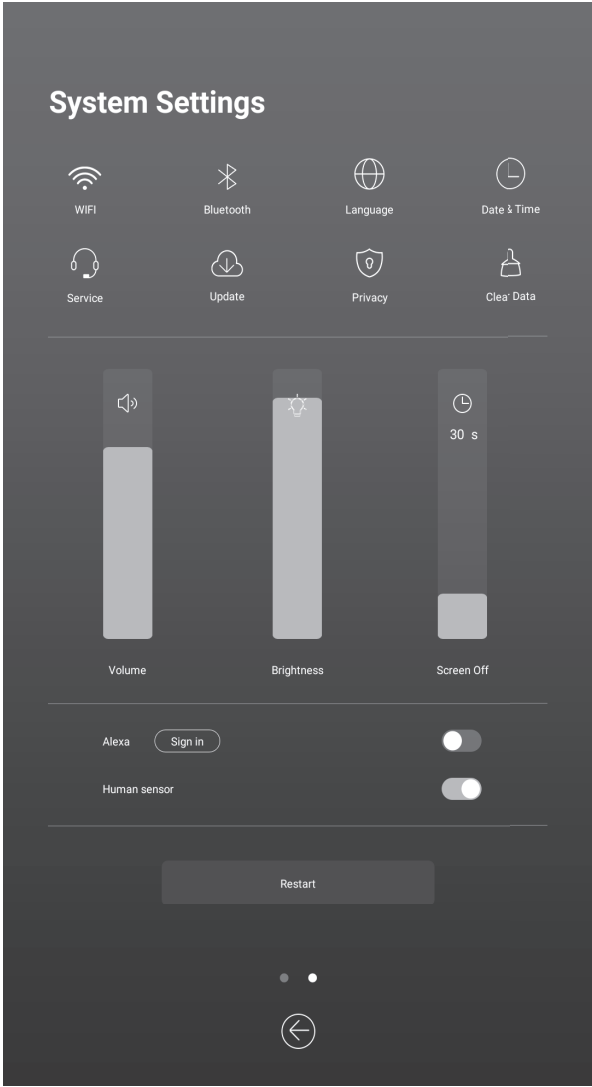 System Settings
WIFI Bluetooth Language Date & Time
Service Update Privacy Clear Data
30 s
Volume Brightness Screen Off
Alexa Sign in
Human sensor
Restart